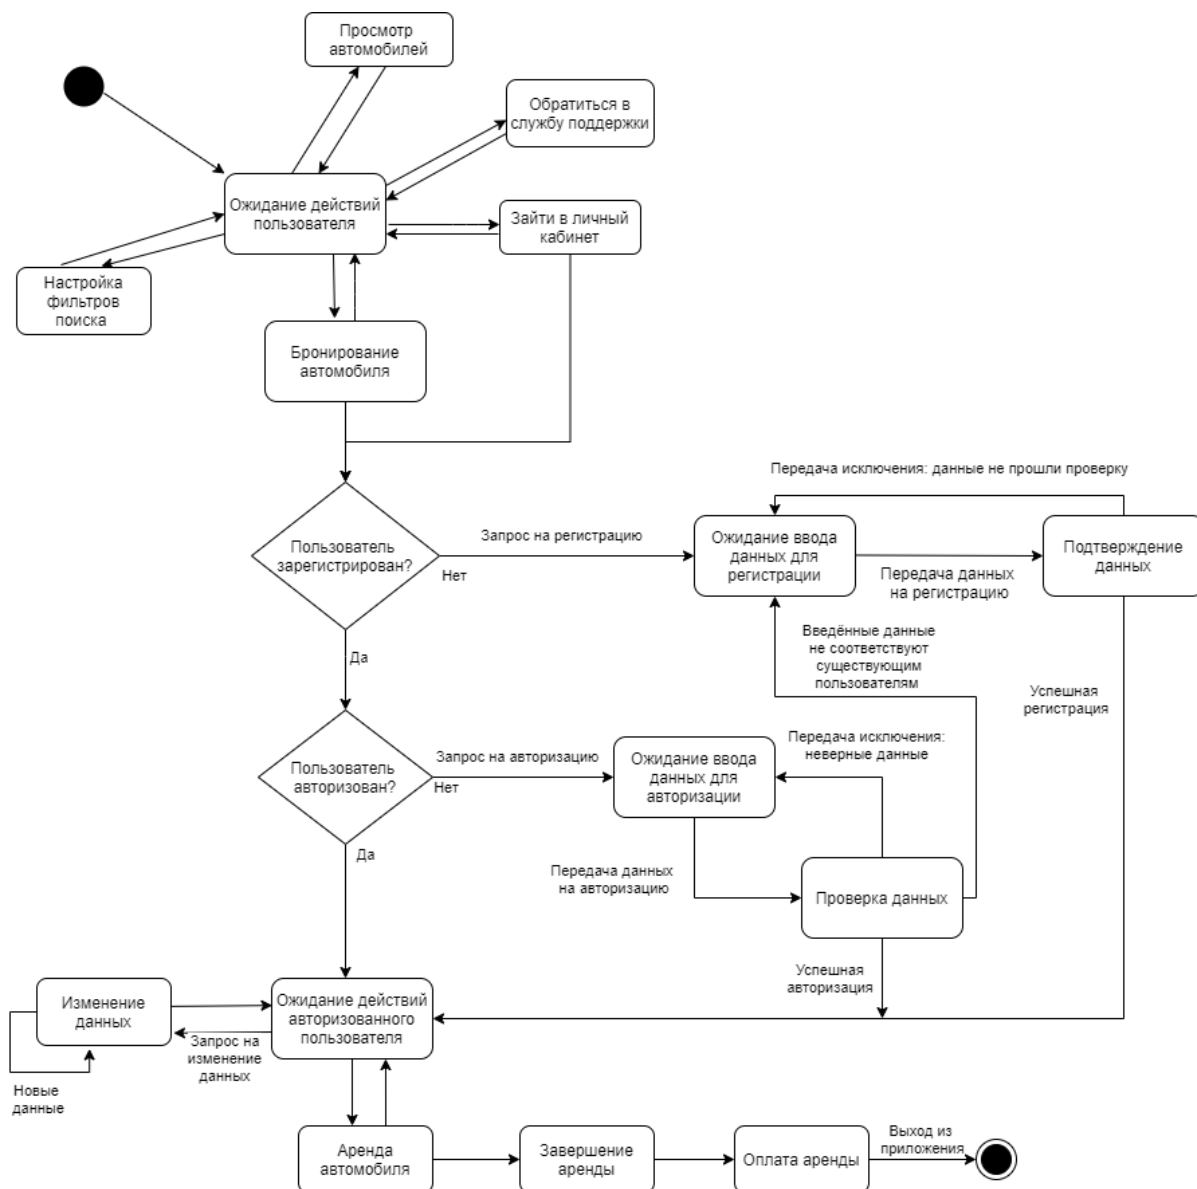 Просмотр
автомобилей
Обратиться в
службу поддержки
Ожидание действий
пользователя
Зайти в личный
кабинет
Настройка
фильтров
поиска
Бронирование
автомобиля
Передача исключения: данные не прошли проверку
Пользователь
зарегистрирован?
Запрос на регистрацию
Нет
Ожидание ввода
данных для
регистрации
Передача данных
на регистрацию
Подтверждение
данных
Да
Введённые данные
не соответствуют
существующим
пользователям
Успешная
регистрация
Пользователь
авторизован?
Запрос на авторизацию
Нет
Ожидание ввода
данных для
авторизации
Передача исключения:
неверные данные
Да
Передача данных
на авторизацию
Проверка данных
Успешная
авторизация
Изменение
данных
Ожидание действий
авторизованного
пользователя
Запрос на
изменение
данных
Новые
данные
Аренда
автомобиля
Завершение
аренды
Оплата аренды
Выход из
приложения